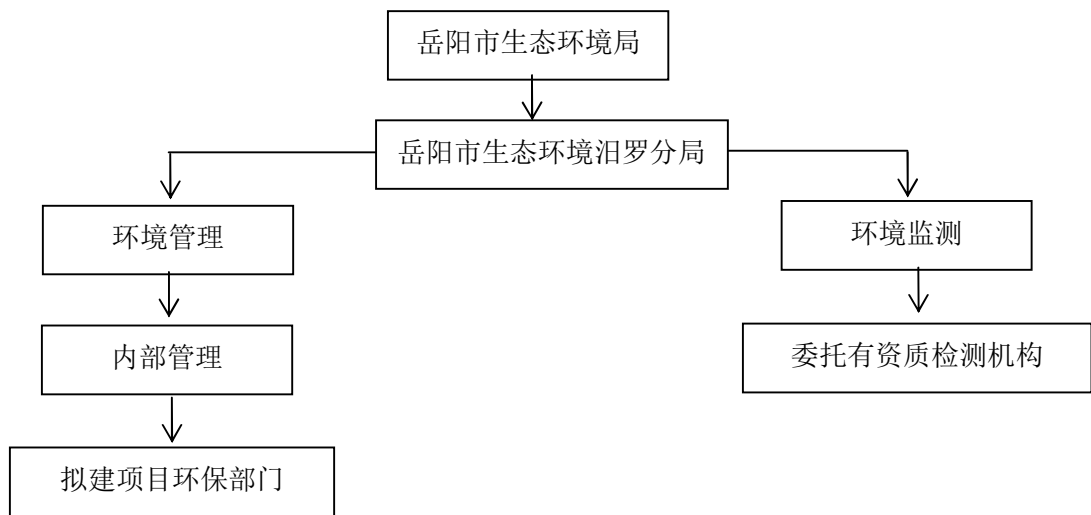 岳阳市生态环境局
岳阳市生态环境汨罗分局
环境管理
环境监测
内部管理
委托有资质检测机构
拟建项目环保部门